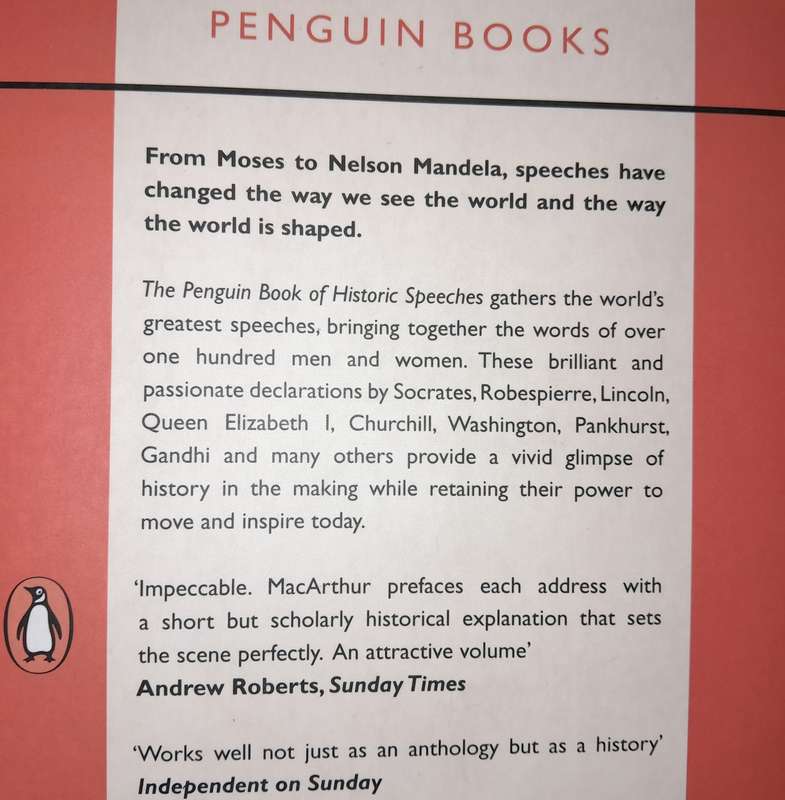 PENGUIN BOOKS
From Moses to Nelson Mandela, speeches have
changed the way we see the world and the way
the world is shaped.
The Penguin Book of Historic Speeches gathers the world's
greatest speeches, bringing together the words of over
one hundred men and women. These brilliant and
passionate declarations by Socrates, Robespierre, Lincoln,
Queen Elizabeth I, Churchill, Washington, Pankhurst,
Gandhi and many others provide a vivid glimpse of
history in the making while retaining their power to
move and inspire today.
‘Impeccable. MacArthur prefaces each address with
a short but scholarly historical explanation that sets
the scene perfectly. An attractive volume’
Andrew Roberts, Sunday Times
‘Works well not just as an anthology but as a history’
Independent on Sunday